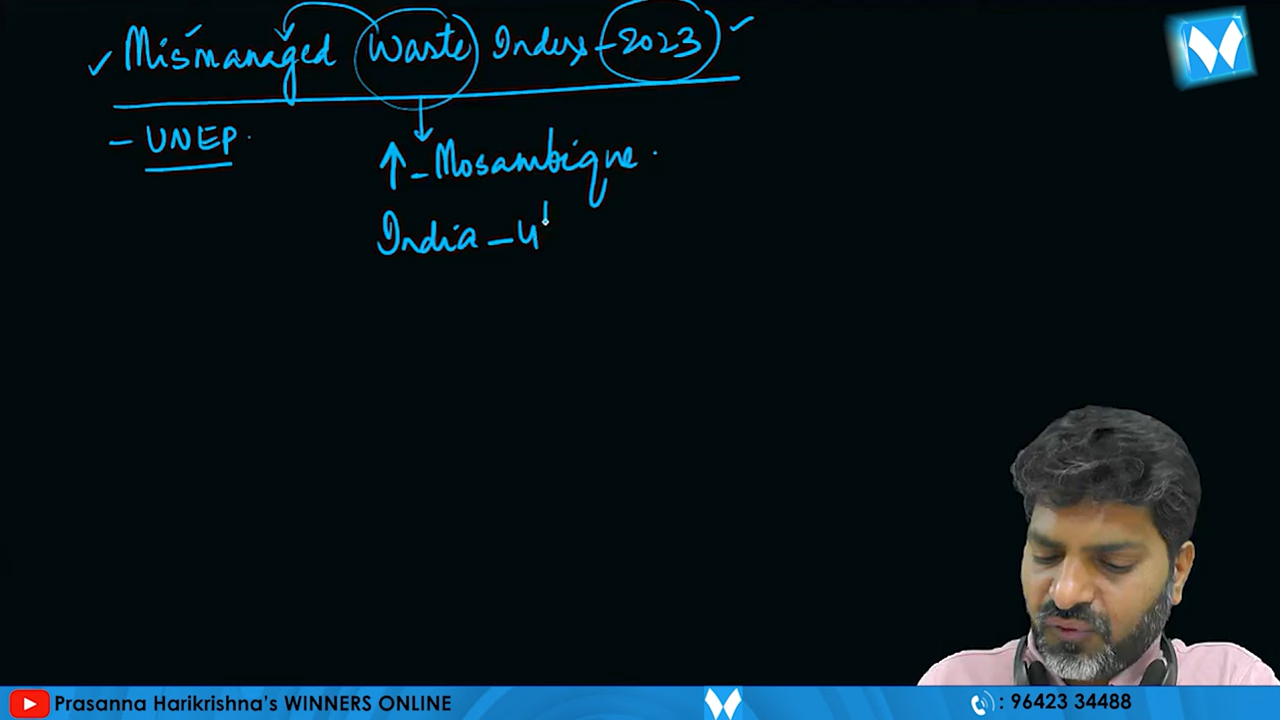 ✓ Mismanaged Waste Index - 2023 ✓
- UNEP.
↑ - Mosambique.
India - 4
Prasanna Harikrishna's WINNERS ONLINE
: 96423 34488